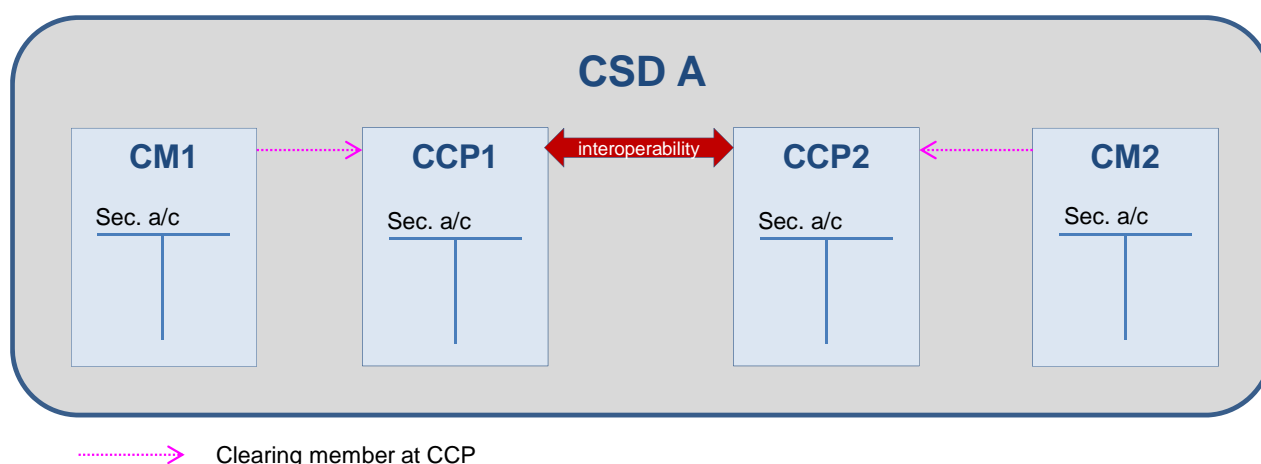 CSD A
CM1
CCP1
interoperability
CCP2
CM2
Sec. a/c
Sec. a/c
Sec. a/c
Sec. a/c
Clearing member at CCP